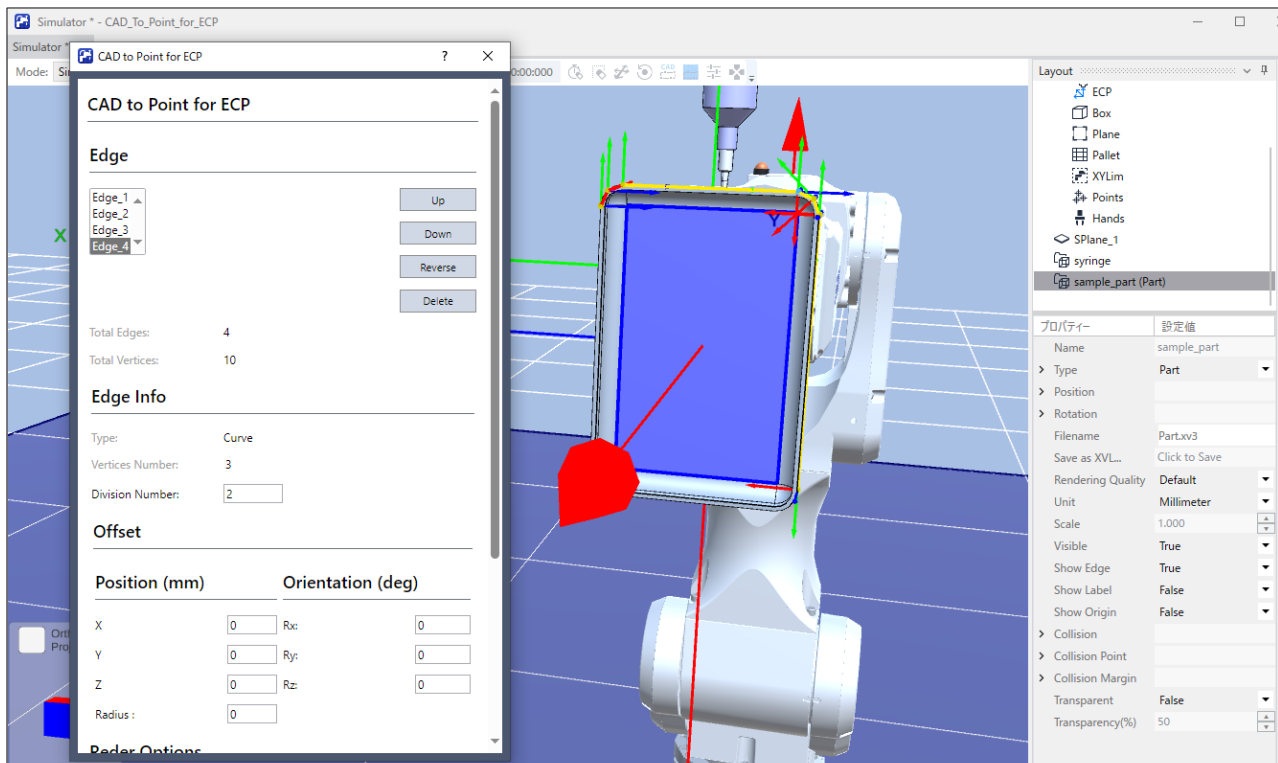 Simulator * - CAD_To_Point_for_ECP
Simulator *
CAD to Point for ECP
?
Mode:
0:00:000
CAD
CAD to Point for ECP
Edge
Edge_1
Edge_2
Edge_3
Edge_4
Up
Down
Reverse
Delete
Total Edges: 4
Total Vertices: 10
Edge Info
Type: Curve
Vertices Number: 3
Division Number: 2
Offset
Position (mm) Orientation (deg)
X 0 Rx: 0
Y 0 Ry: 0
Z 0 Rz: 0
Radius : 0
Reder Options
X
Y
Layout
ECP
Box
Plane
Pallet
XYLim
Points
Hands
SPlane_1
syringe
sample_part (Part)
プロパティー 設定値
Name sample_part
Type Part
Position
Rotation
Filename Part.xv3
Save as XVL... Click to Save
Rendering Quality Default
Unit Millimeter
Scale 1.000
Visible True
Show Edge True
Show Label False
Show Origin False
Collision
Collision Point
Collision Margin
Transparent False
Transparency(%) 50